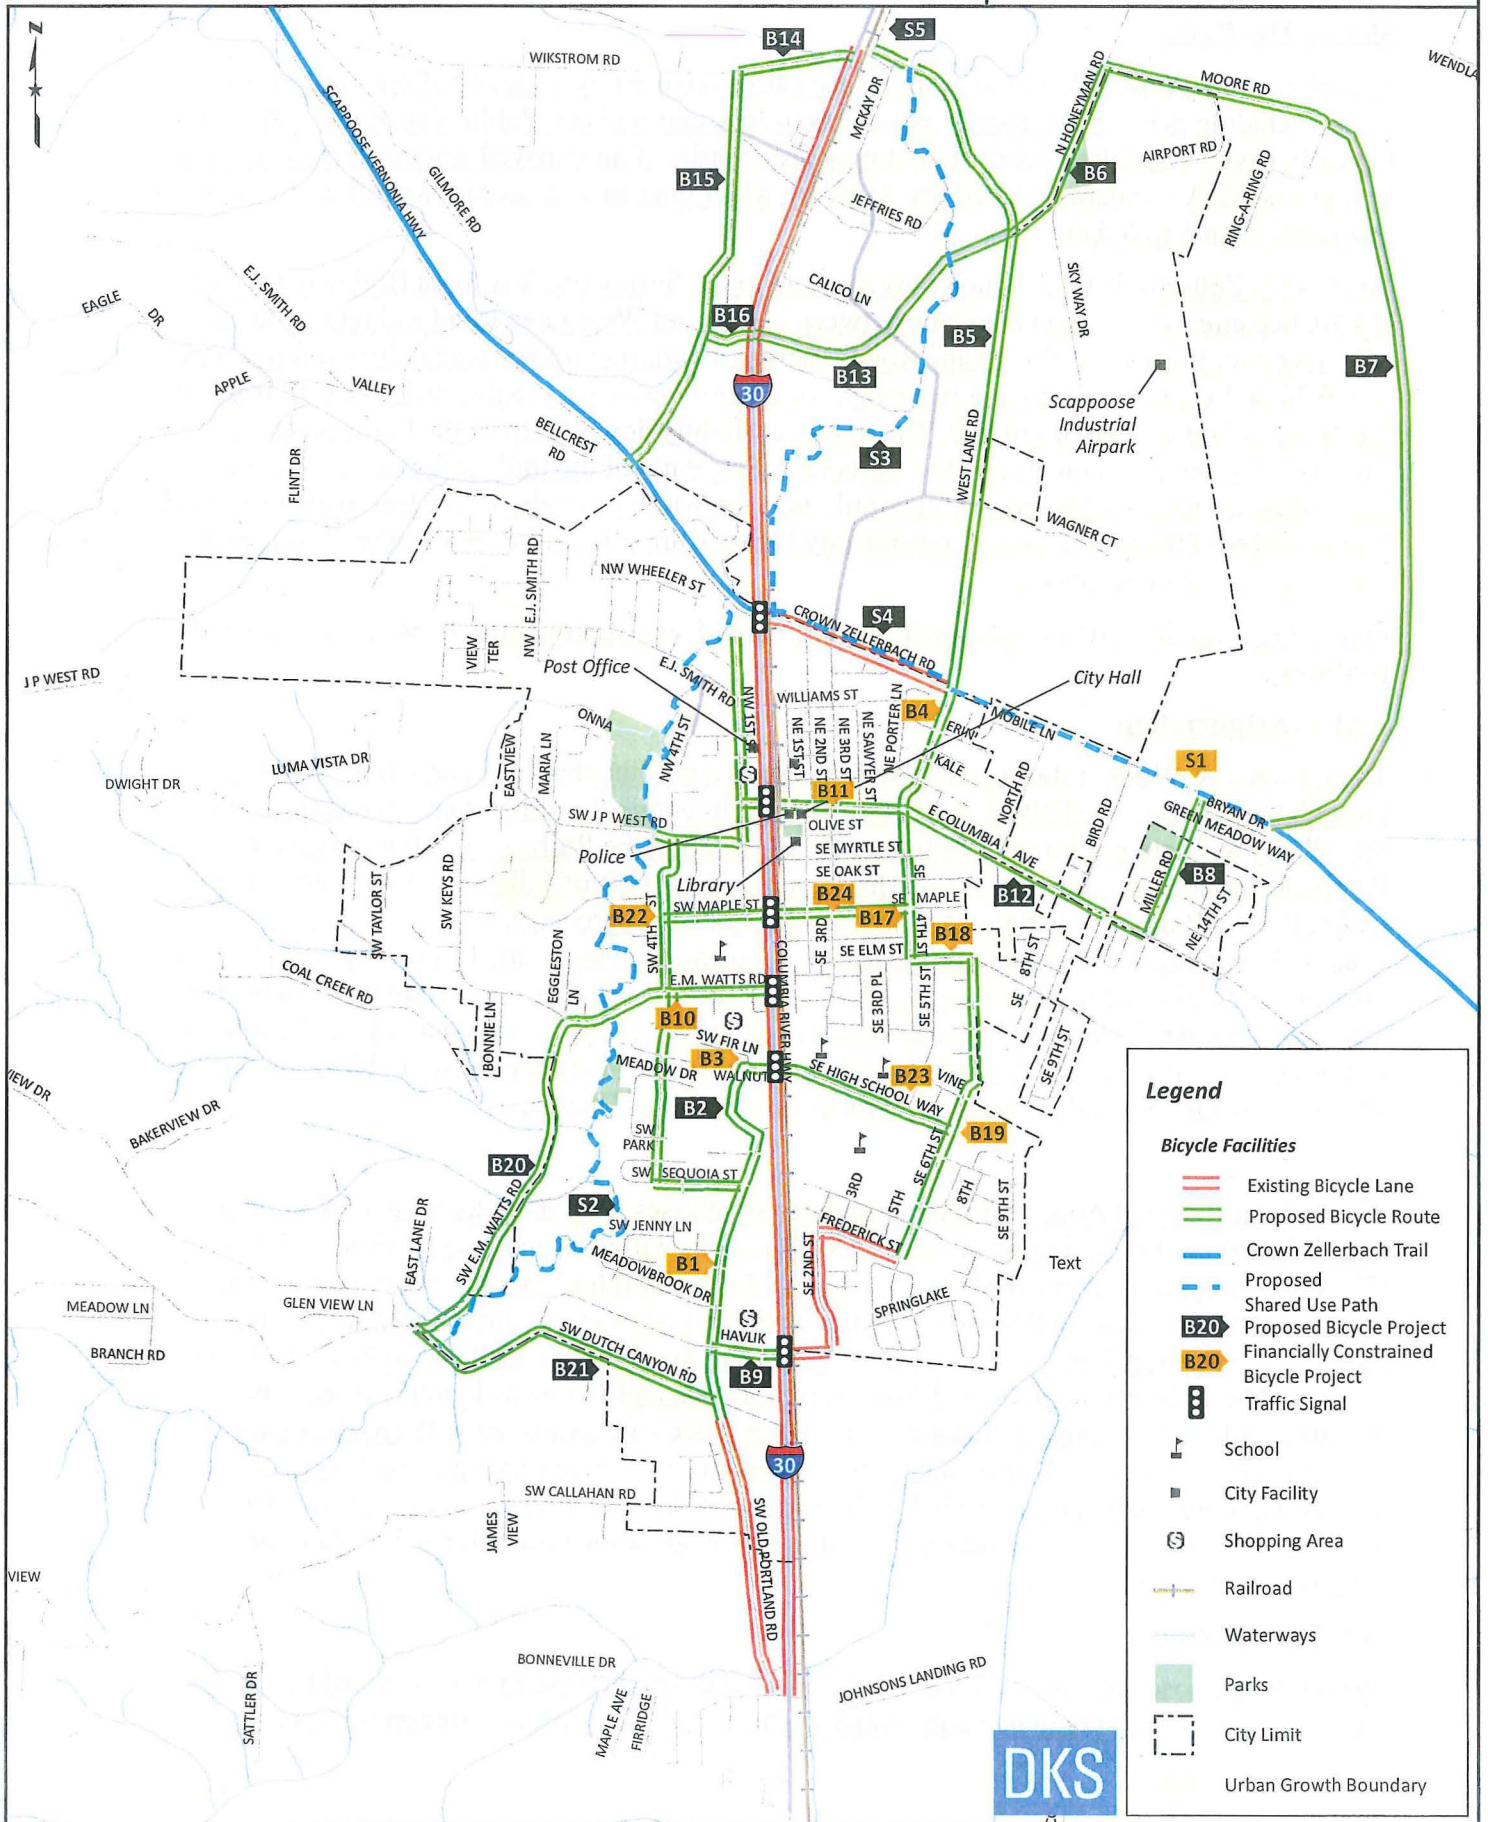 N
WIKSTROM RD
B14
S5
WENDLA
MOORE RD
N HONEYMAN RD
MCKAY DR
SCAPPOOSE VERNONIA HWY
GILMORE RD
B15
B6
AIRPORT RD
RING-A-RING RD
JEFFRIES RD
E.J. SMITH RD
EAGLE
DR
CALICO LN
SKY WAY DR
B16
B5
B13
B7
30
APPLE
VALLEY
Scappoose
Industrial
Airpark
BELLCREST
RD
FLINT DR
S3
WEST LANE RD
WAGNER CT
NW WHEELER ST
NW E.J. SMITH RD
S4
CROWN ZELLERBACH RD
VIEW
TER
J P WEST RD
Post Office
E.J. SMITH RD
City Hall
WILLIAMS ST
NW 1ST S
NE 1ST ST
NE 2ND ST
NE 3RD ST
NE SAWYER ST
NE PORTER LN
B4
ERIN
MOBILE LN
ONNA
NW 4TH ST
EASTVIEW
MARIA LN
KALE
NORTH RD
S1
LUMA VISTA DR
DWIGHT DR
B11
BIRD RD
BRYAN DR
GREEN MEADOW WAY
SW J P WEST RD
OLIVE ST
E COLUMBIA
AVE
SE MYRTLE ST
Police
SE OAK ST
SE
MILLER RD
B8
Library
SW TAYLOR ST
SW KEYS RD
B24
B12
SE MAPLE
SW MAPLE ST
B22
B17
NE 14TH ST
SW 4TH ST
SE 3RD
4TH ST
B18
SE ELM ST
8TH ST
SE
EGGLESTON
LN
COAL CREEK RD
E.M. WATTS RD
COLUMBIA RIVER HWY
SE 3RD PL
SE 5TH ST
B10
BONNIE LN
SW FIR LN
SE 9TH ST
B3
MEADOW DR
WALNUT
SE HIGH SCHOOL WAY
B23
VINE
IEW DR
BAKERVIEW DR
B2
SW
PARK
B19
SE 6TH ST
B20
SW SEQUOIA ST
3RD
5TH
8TH
SE 9TH ST
S2
SW JENNY LN
EAST LANE DR
SW E.M. WATTS RD
MEADOWBROOK DR
B1
SE 2ND ST
FREDERICK ST
Text
SPRINGLAKE
MEADOW LN
GLEN VIEW LN
HAVLIK
BRANCH RD
SW DUTCH CANYON RD
B21
B9
30
SW CALLAHAN RD
JAMES
VIEW
SW OLD PORTLAND RD
VIEW
BONNEVILLE DR
SATTLER DR
MAPLE AVE
FIRRIDGE
JOHNSONS LANDING RD
DKS
Legend
Bicycle Facilities
Existing Bicycle Lane
Proposed Bicycle Route
Crown Zellerbach Trail
Proposed
Shared Use Path
B20 Proposed Bicycle Project
B20 Financially Constrained
Bicycle Project
Traffic Signal
School
City Facility
Shopping Area
Railroad
Waterways
Parks
City Limit
Urban Growth Boundary